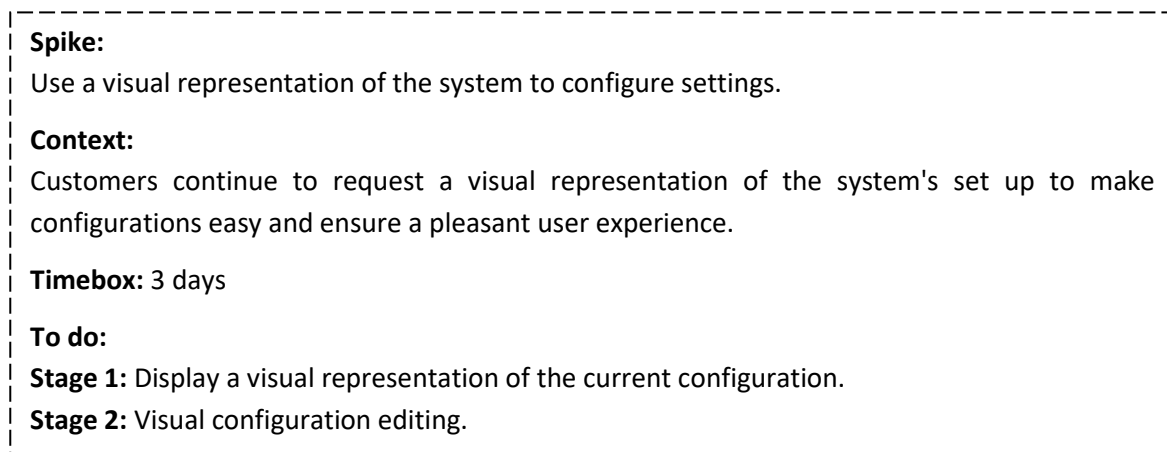 Spike:
Use a visual representation of the system to configure settings.
Context:
Customers continue to request a visual representation of the system's set up to make
configurations easy and ensure a pleasant user experience.
Timebox: 3 days
To do:
Stage 1: Display a visual representation of the current configuration.
Stage 2: Visual configuration editing.